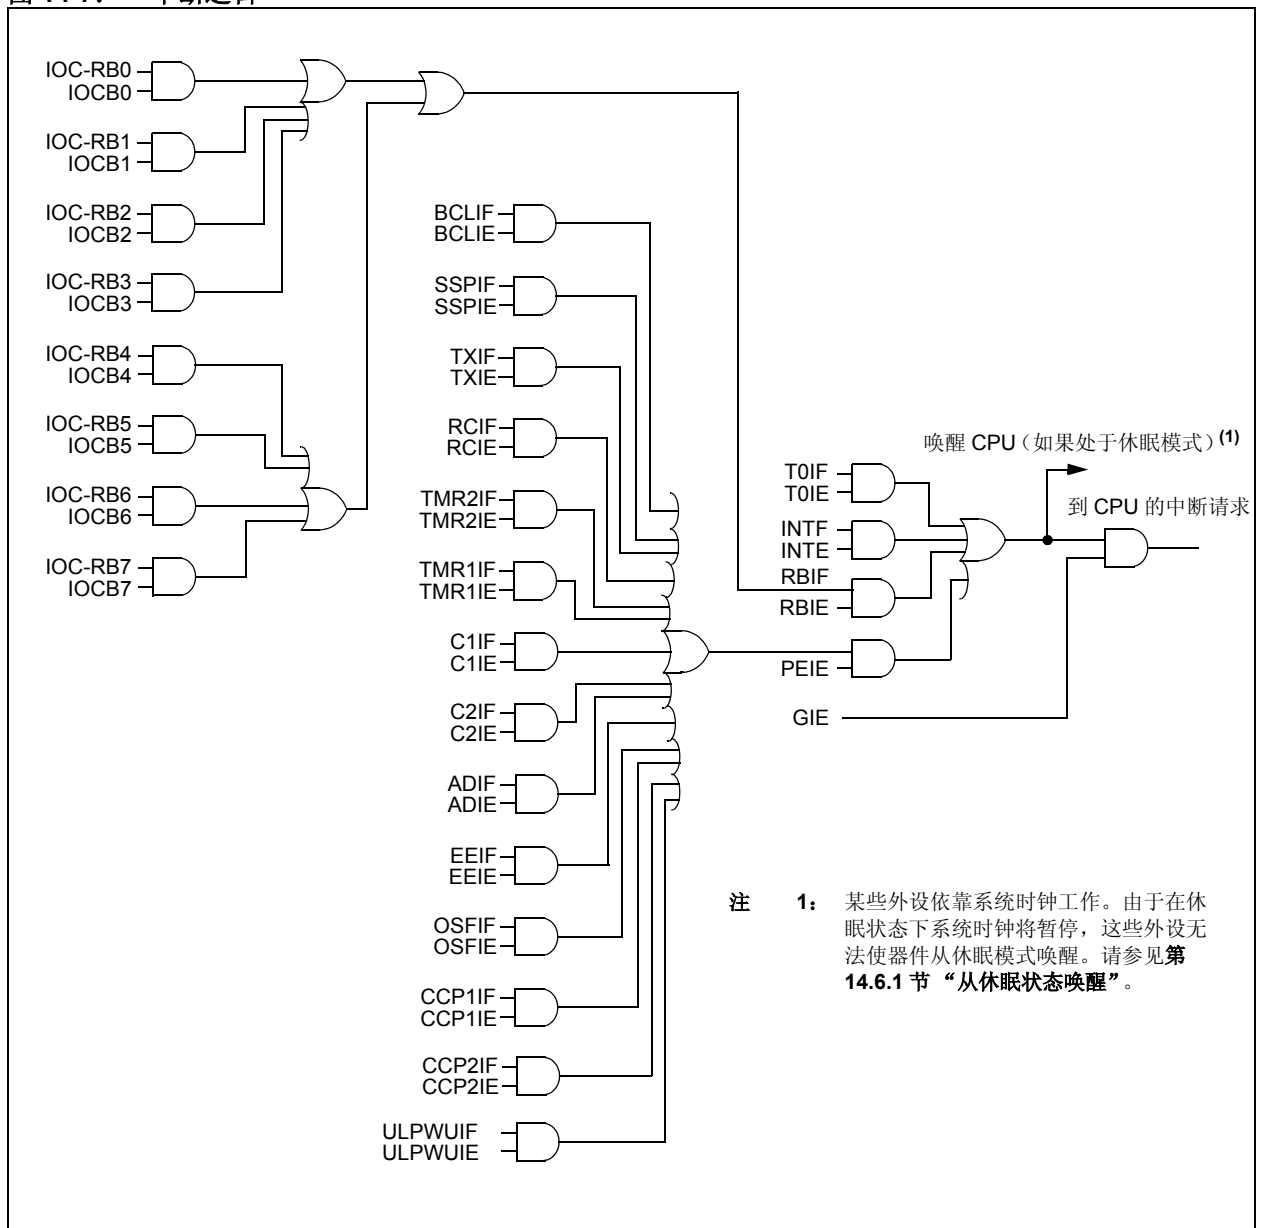 IOC-RB0
IOCB0
IOC-RB1
IOCB1
IOC-RB2
IOCB2
IOC-RB3
IOCB3
IOC-RB4
IOCB4
IOC-RB5
IOCB5
IOC-RB6
IOCB6
IOC-RB7
IOCB7
BCLIF
BCLIE
SSPIF
SSPIE
TXIF
TXIE
RCIF
RCIE
TMR2IF
TMR2IE
TMR1IF
TMR1IE
C1IF
C1IE
C2IF
C2IE
ADIF
ADIE
EEIF
EEIE
OSFIF
OSFIE
CCP1IF
CCP1IE
CCP2IF
CCP2IE
ULPWUIF
ULPWUIE
T0IF
T0IE
INTF
INTE
RBIF
RBIE
PEIE
GIE
唤醒 CPU（如果处于休眠模式）(1)
到 CPU 的中断请求
注 1： 某些外设依靠系统时钟工作。由于在休
眠状态下系统时钟将暂停，这些外设无
法使器件从休眠模式唤醒。请参见第
14.6.1 节 “从休眠状态唤醒”。